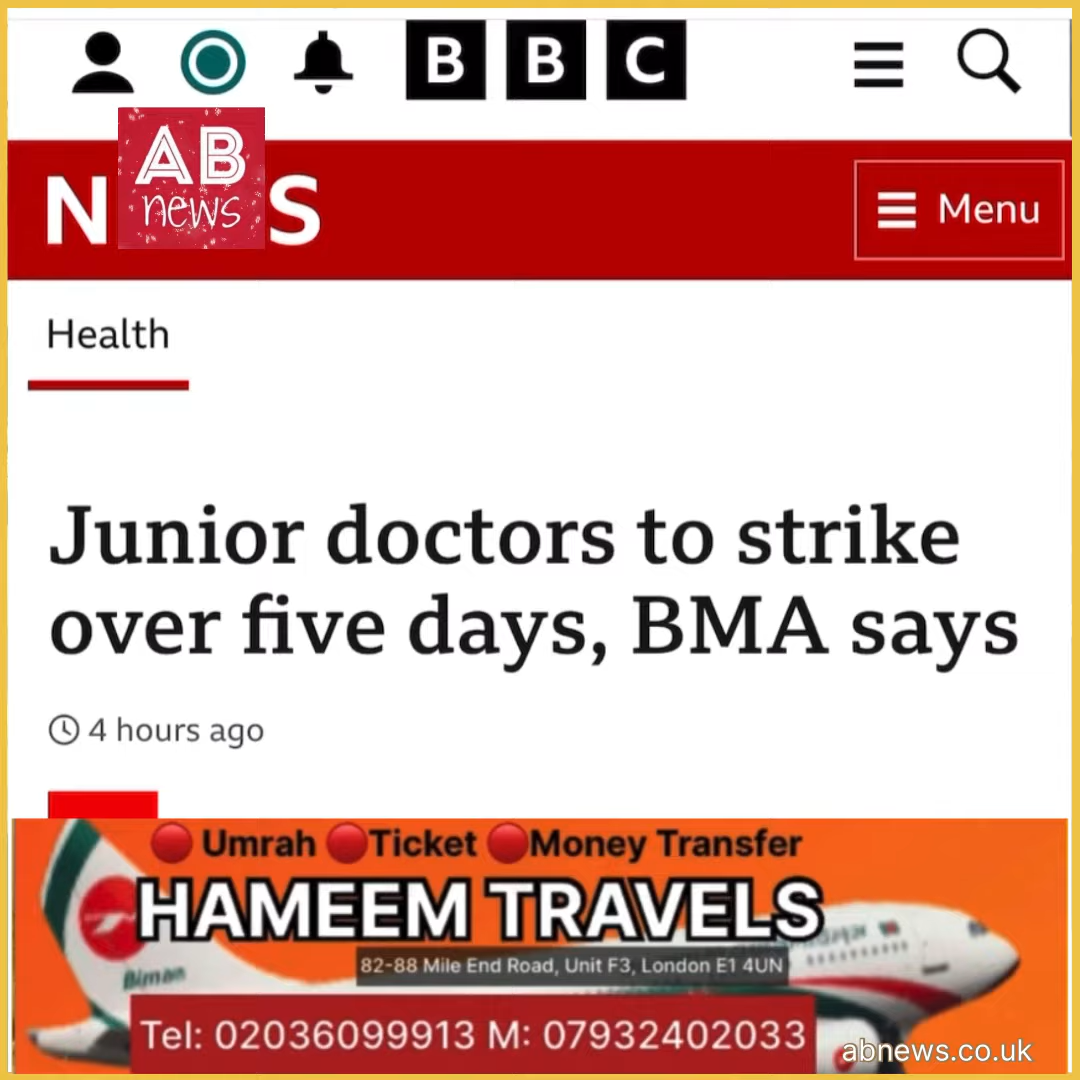 BBC
N S
AB
news
Menu
Health
Junior doctors to strike
over five days, BMA says
4 hours ago
Umrah Ticket Money Transfer
HAMEEM TRAVELS
82-88 Mile End Road, Unit F3, London E1 4UN
Biman
Tel: 02036099913 M: 07932402033
abnews.co.uk